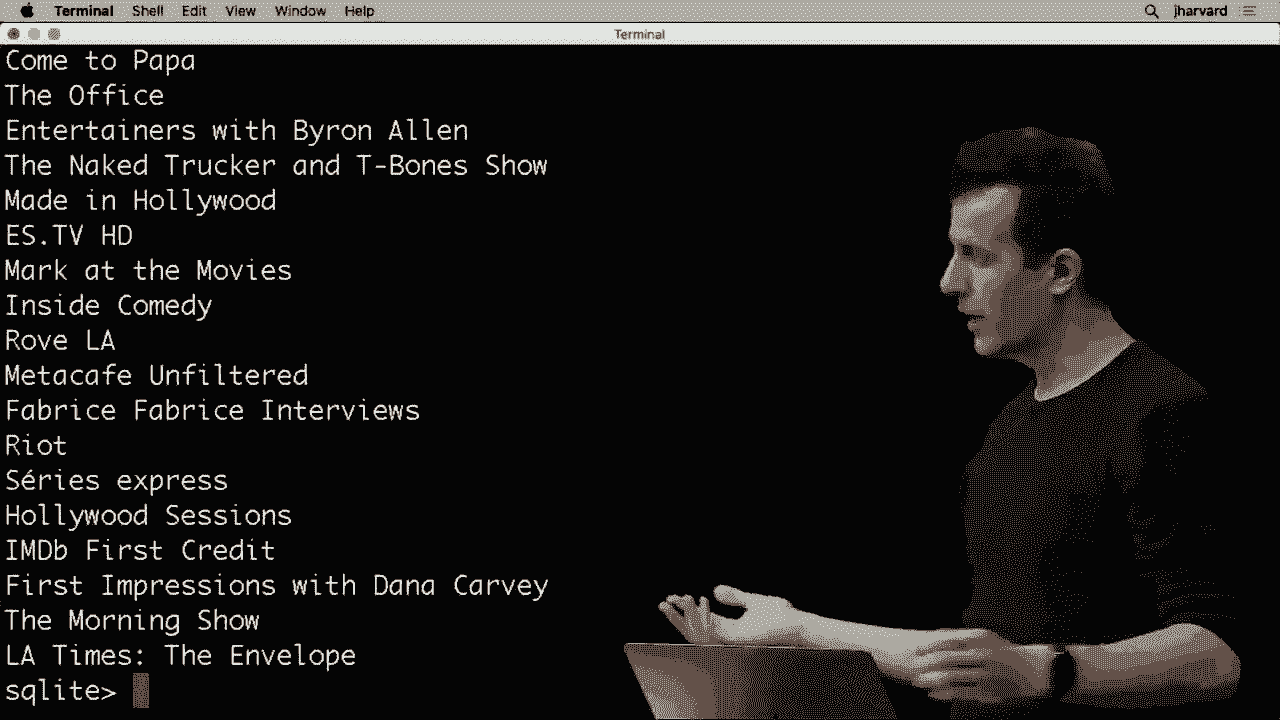 Terminal Shell Edit View Window Help jharvard
Terminal
Come to Papa
The Office
Entertainers with Byron Allen
The Naked Trucker and T-Bones Show
Made in Hollywood
ES.TV HD
Mark at the Movies
Inside Comedy
Rove LA
Metacafe Unfiltered
Fabrice Fabrice Interviews
Riot
Séries express
Hollywood Sessions
IMDb First Credit
First Impressions with Dana Carvey
The Morning Show
LA Times: The Envelope
sqlite>